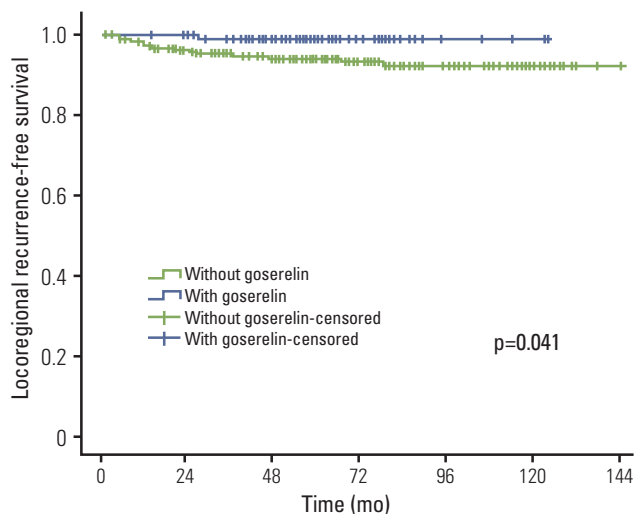 Locoregional recurrence-free survival
1.0
0.8
0.6
0.4
0.2
0
Without goserelin
With goserelin
Without goserelin-censored
With goserelin-censored
p=0.041
0 24 48 72 96 120 144
Time (mo)